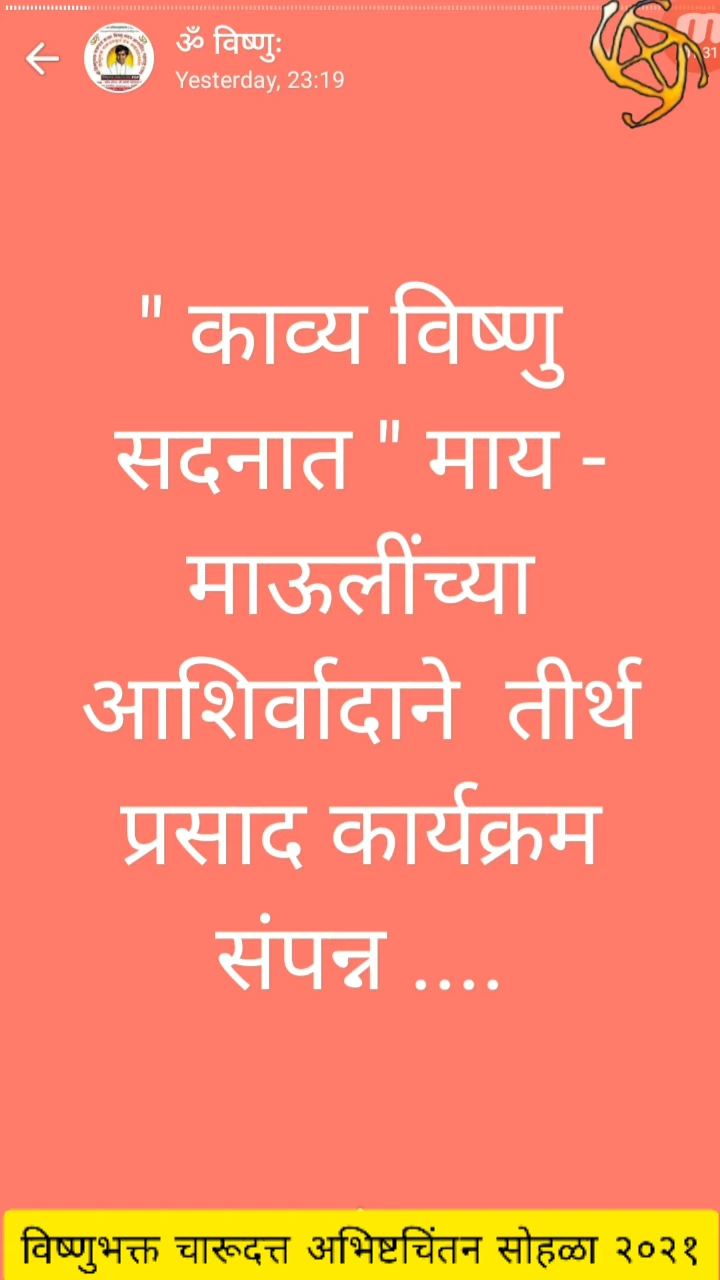 ॐ विष्णुः
Yesterday, 23:19
" काव्य विष्णु
सदनात " माय -
माऊलींच्या
आशिर्वादाने तीर्थ
प्रसाद कार्यक्रम
संपन्न ....
विष्णुभक्त चारूदत्त अभिष्टचिंतन सोहळा २०२१